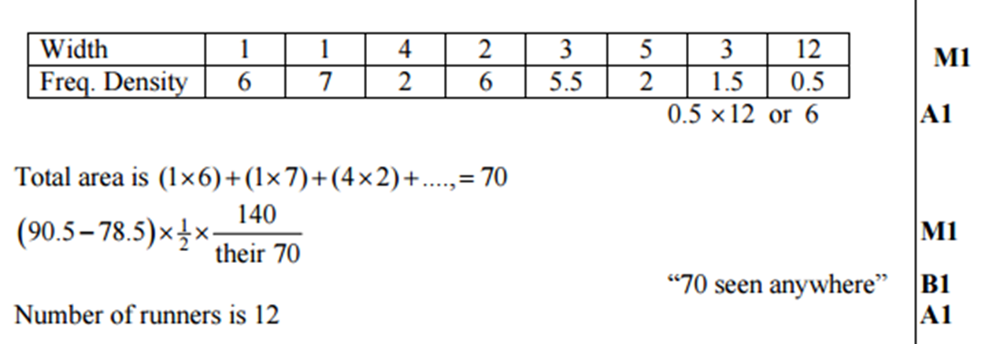 Width 1 1 4 2 3 5 3 12 M1
Freq. Density 6 7 2 6 5.5 2 1.5 0.5
0.5 ×12 or 6 A1
Total area is (1×6)+(1×7)+(4×2)+....,= 70
(90.5−78.5)×½×140/their 70 M1
“70 seen anywhere” B1
Number of runners is 12 A1